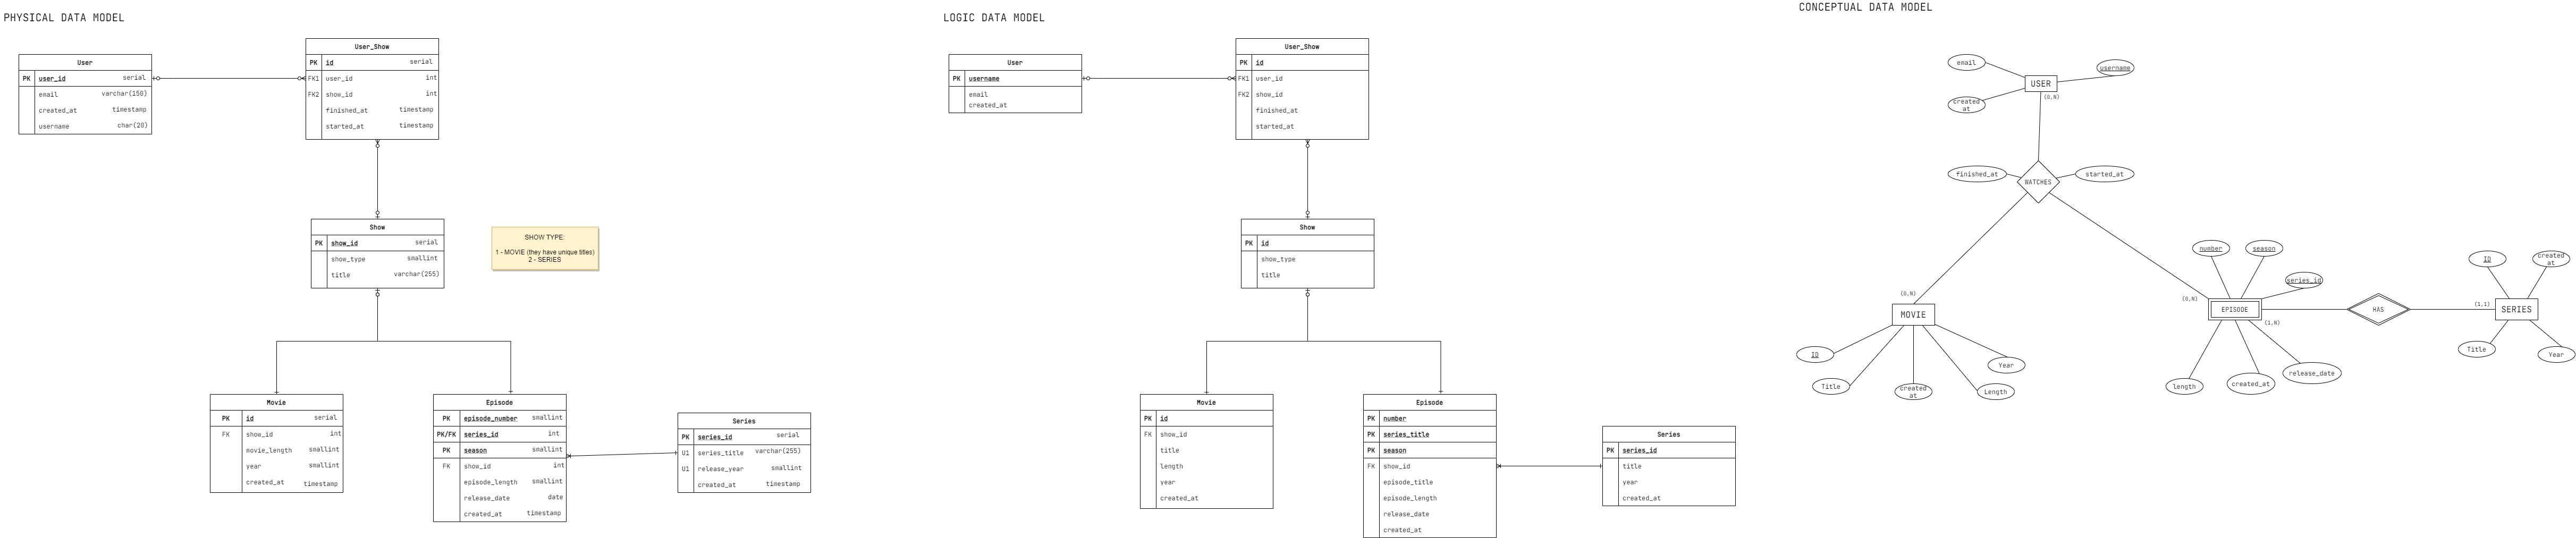 PHYSICAL DATA MODEL
User
PK user_id serial
email varchar(150)
created_at timestamp
username char(20)
User_Show
PK id serial
FK1 user_id int
FK2 show_id int
finished_at timestamp
started_at timestamp
Show
PK show_id serial
show_type smallint
title varchar(255)
SHOW TYPE:
1 - MOVIE (they have unique titles)
2 - SERIES
Movie
PK id serial
FK show_id int
movie_length smallint
year smallint
created_at timestamp
Episode
PK episode_number smallint
PK/FK series_id int
PK season smallint
FK show_id int
episode_length smallint
release_date date
created_at timestamp
Series
PK series_id serial
U1 series_title varchar(255)
U1 release_year smallint
created_at timestamp
LOGIC DATA MODEL
User
PK username
email
created_at
User_Show
PK id
FK1 user_id
FK2 show_id
finished_at
started_at
Show
PK id
show_type
title
Movie
PK id
FK show_id
title
length
year
created_at
Episode
PK number
PK series_title
PK season
FK show_id
episode_title
episode_length
release_date
created_at
Series
PK series_id
title
year
created_at
CONCEPTUAL DATA MODEL
email
username
USER
created
at
(0,N)
finished_at
WATCHES
started_at
(0,N)
MOVIE
ID
Title
created
at
Length
Year
number
season
series_id
(0,N)
EPISODE
(1,N)
length
created_at
release_date
HAS
(1,1)
SERIES
ID
created
at
Title
Year